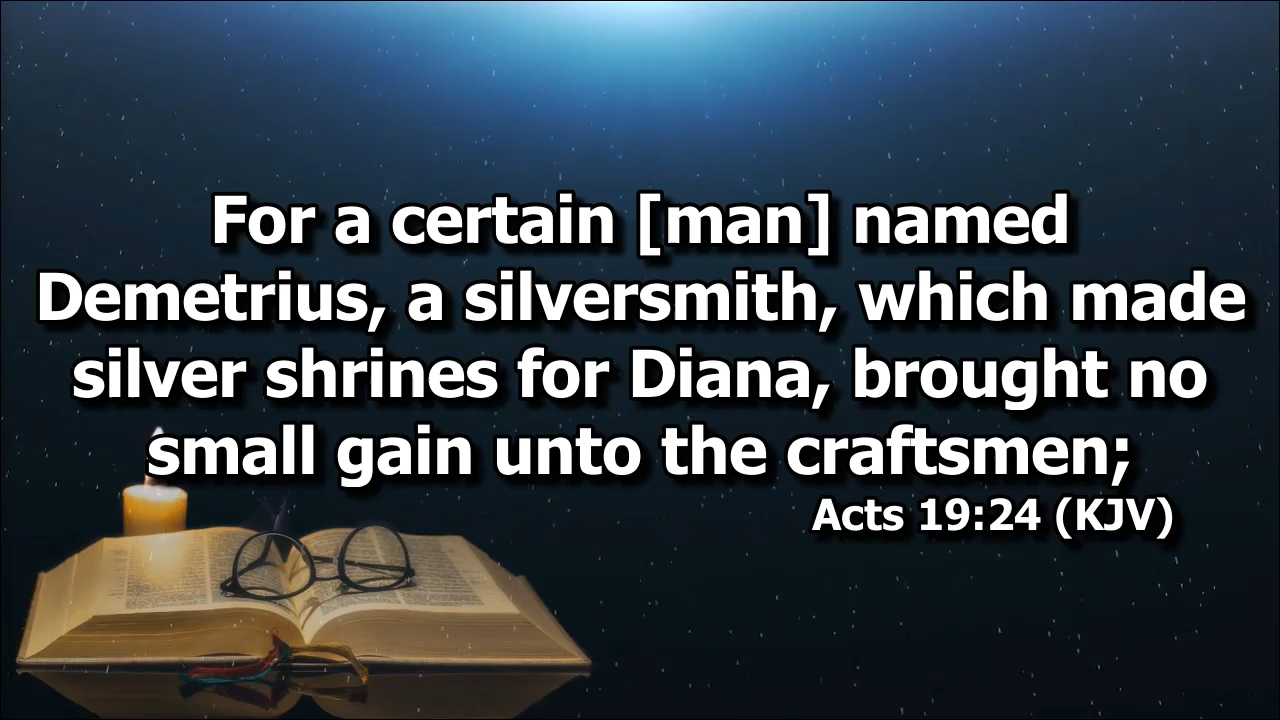 For a certain [man] named
Demetrius, a silversmith, which made
silver shrines for Diana, brought no
small gain unto the craftsmen;
Acts 19:24 (KJV)